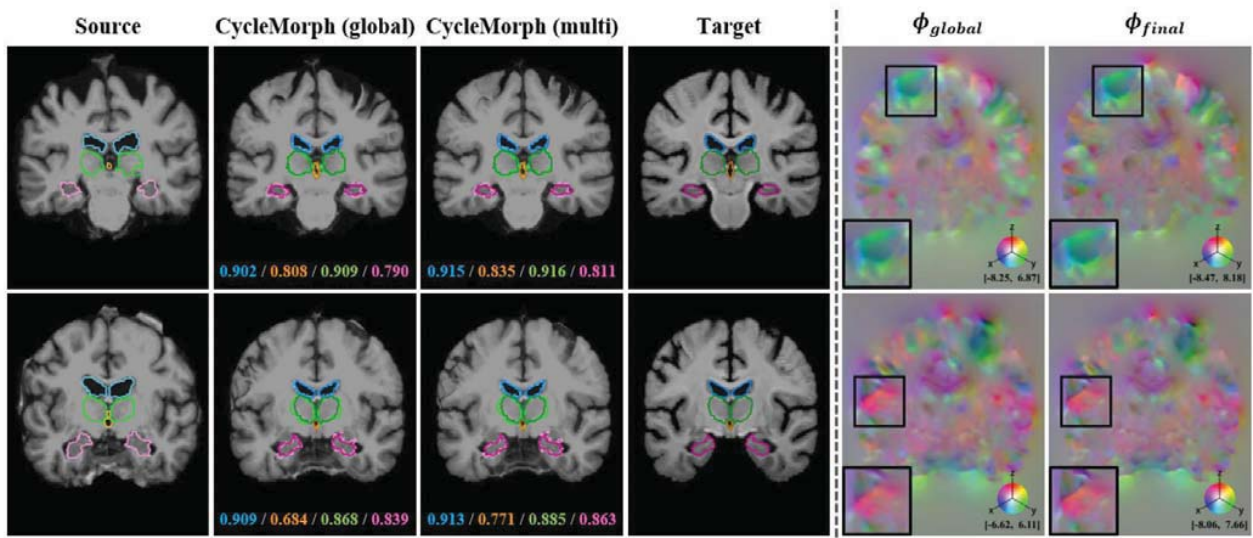 Source CycleMorph (global) CycleMorph (multi) Target ϕ_global ϕ_final
0.902 / 0.808 / 0.909 / 0.790 0.915 / 0.835 / 0.916 / 0.811
z z
x y x y
[-8.25, 6.87] [-8.47, 8.18]
0.909 / 0.684 / 0.868 / 0.839 0.913 / 0.771 / 0.885 / 0.863
z z
x y x y
[-6.62, 6.11] [-8.06, 7.66]